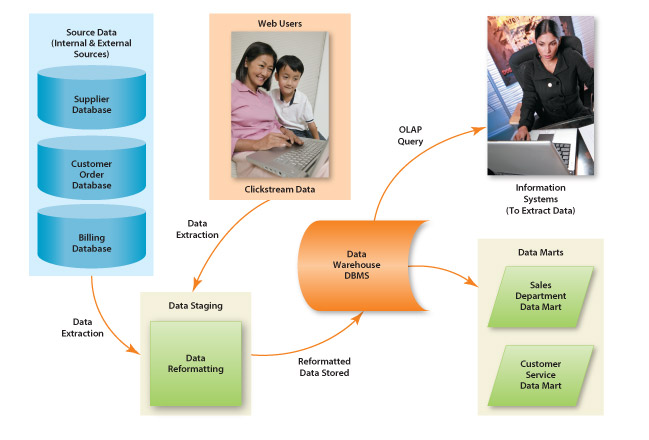 Source Data
(Internal & External
Sources)
Supplier
Database
Customer
Order
Database
Billing
Database
Web Users
Clickstream Data
Data
Extraction
Data
Extraction
Data Staging
Data
Reformatting
Reformatted
Data Stored
Data
Warehouse
DBMS
OLAP
Query
Information
Systems
(To Extract Data)
Data Marts
Sales
Department
Data Mart
Customer
Service
Data Mart